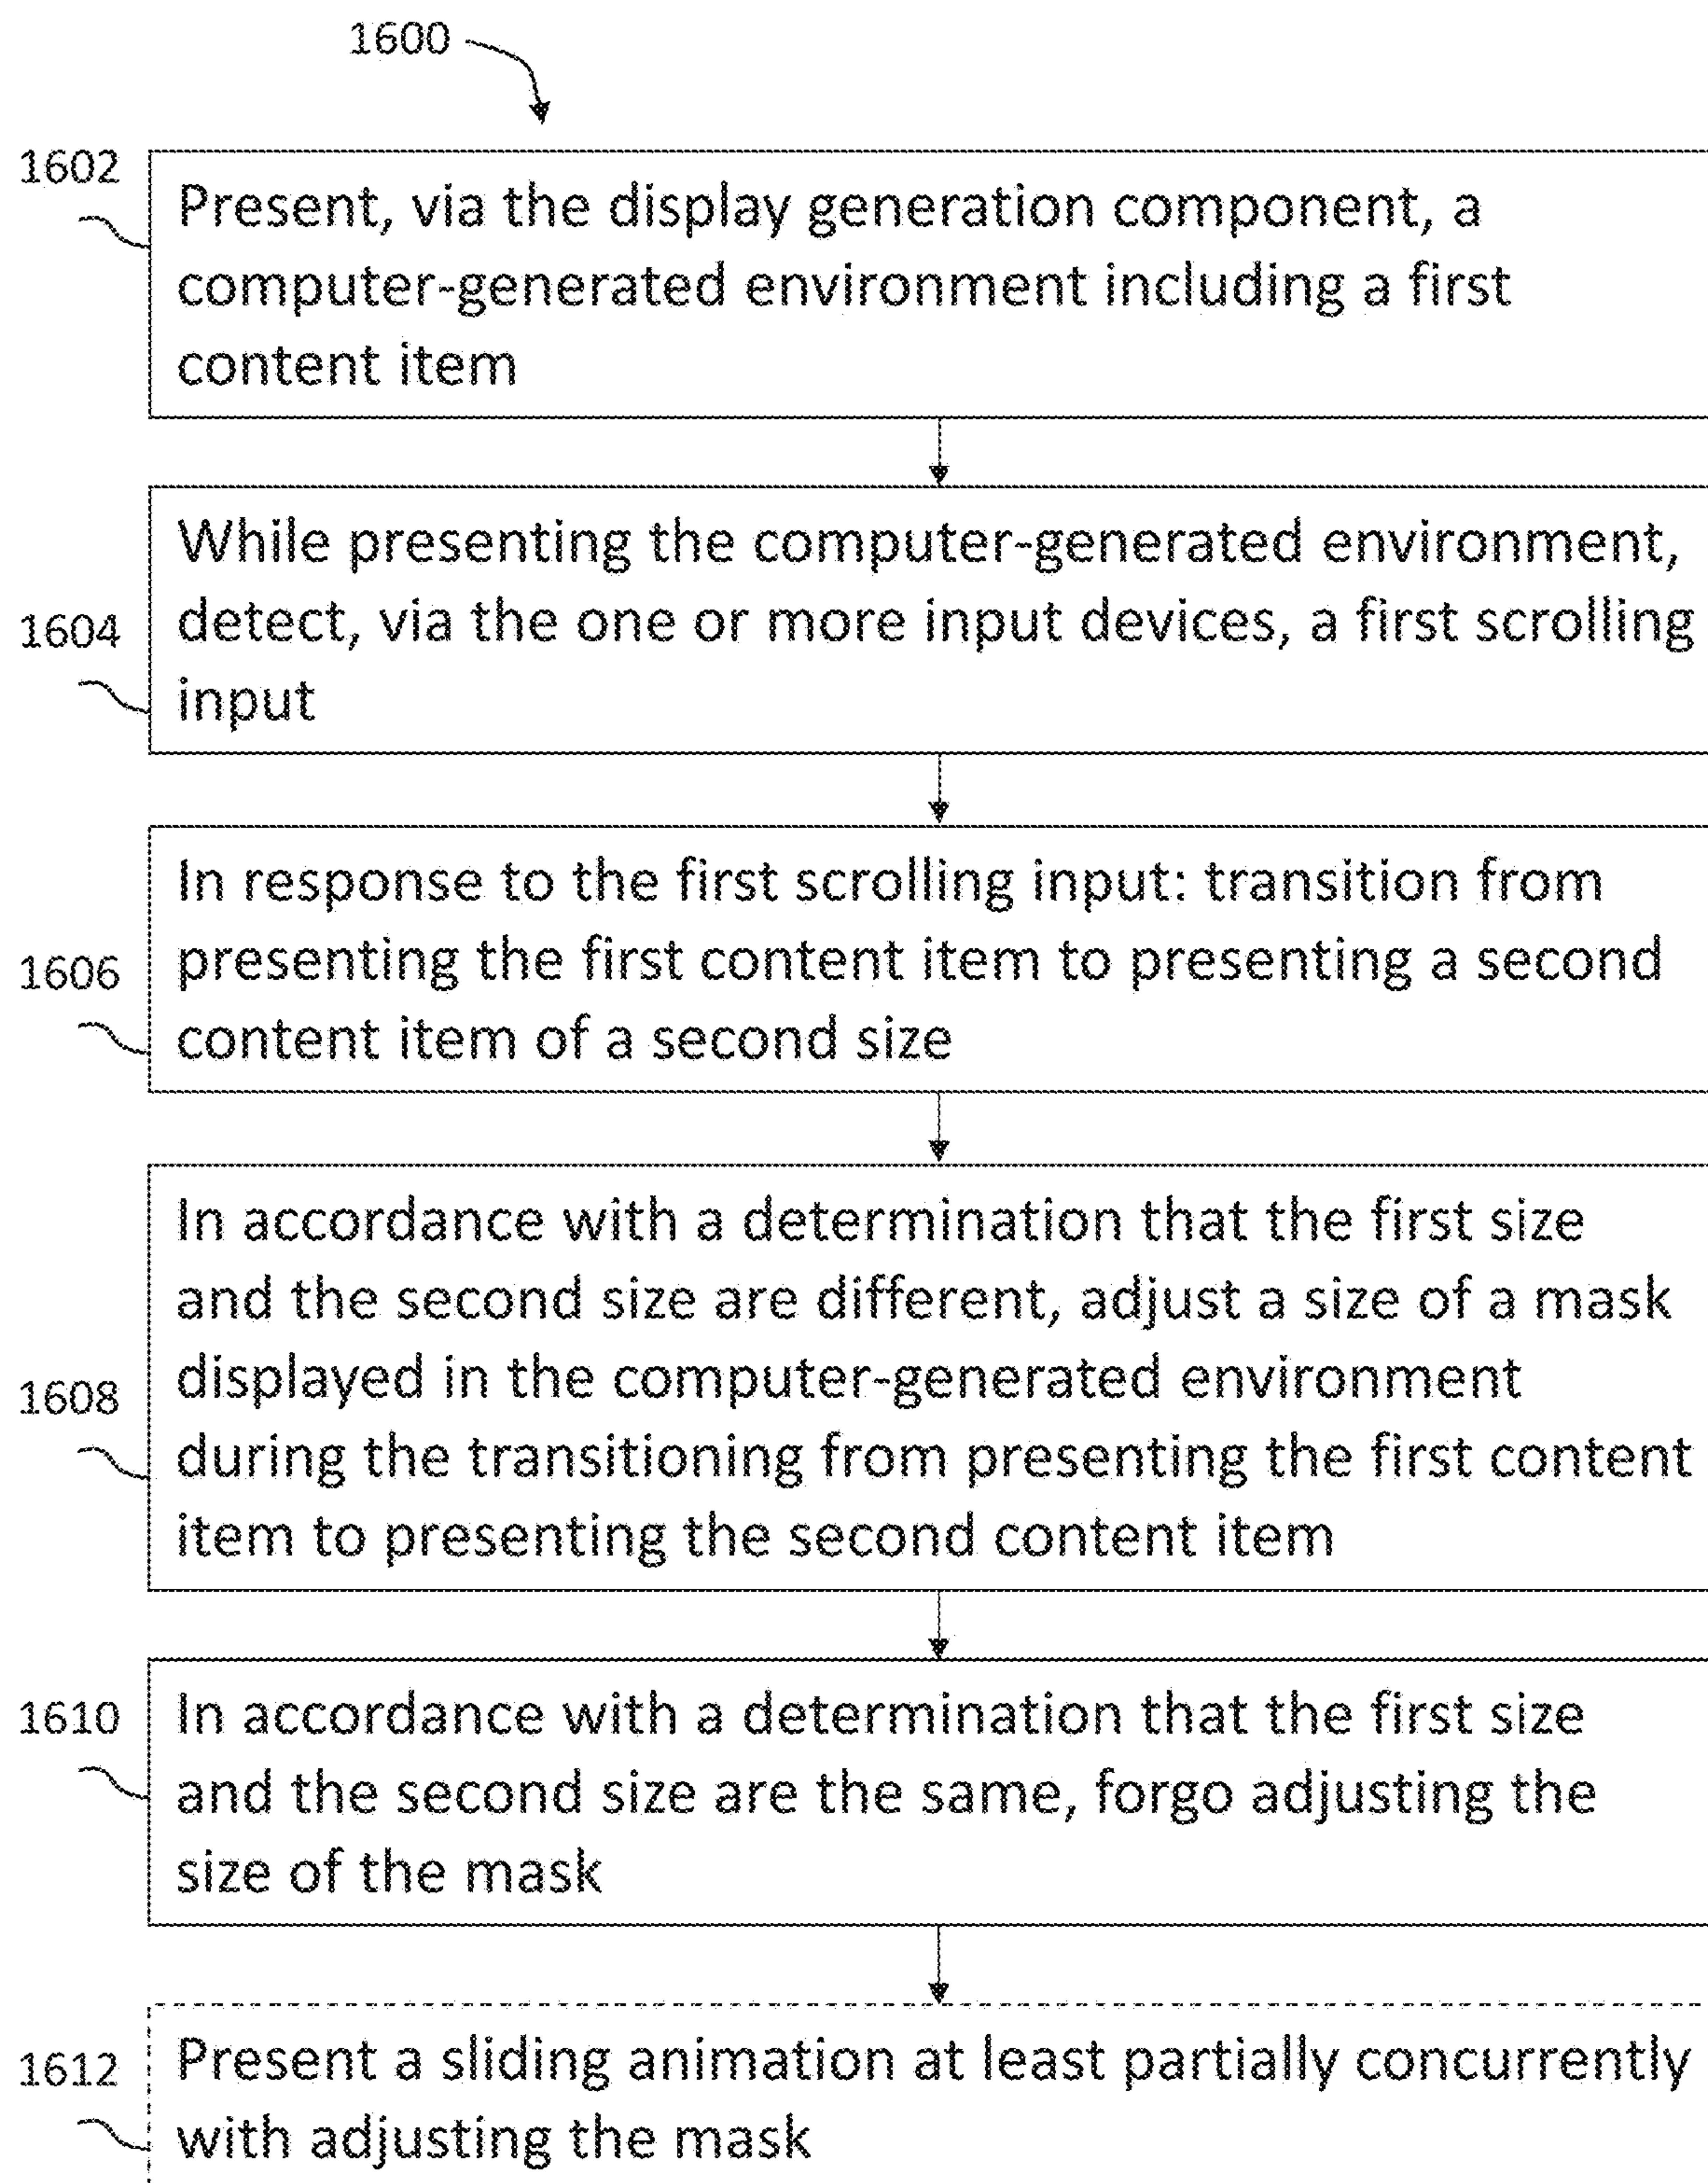 1600
1602
Present, via the display generation component, a
computer-generated environment including a first
content item
While presenting the computer-generated environment,
detect, via the one or more input devices, a first scrolling
1604
input
In response to the first scrolling input: transition from
presenting the first content item to presenting a second
1606
content item of a second size
In accordance with a determination that the first size
and the second size are different, adjust a size of a mask
displayed in the computer-generated environment
1608
during the transitioning from presenting the first content
item to presenting the second content item
1610
In accordance with a determination that the first size
and the second size are the same, forgo adjusting the
size of the mask
1612
Present a sliding animation at least partially concurrently
with adjusting the mask